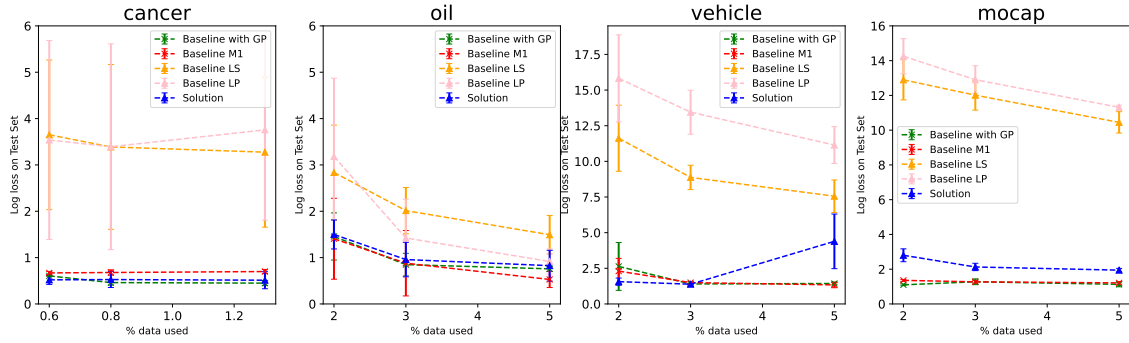 cancer
Log loss on Test Set
6
5
4
3
2
1
0
0.6
0.8
1.0
1.2
% data used
Baseline with GP
Baseline M1
Baseline LS
Baseline LP
Solution
oil
Log loss on Test Set
6
5
4
3
2
1
0
2
3
4
5
% data used
Baseline with GP
Baseline M1
Baseline LS
Baseline LP
Solution
vehicle
Log loss on Test Set
17.5
15.0
12.5
10.0
7.5
5.0
2.5
0.0
2
3
4
5
% data used
Baseline with GP
Baseline M1
Baseline LS
Baseline LP
Solution
mocap
Log loss on Test Set
16
14
12
10
8
6
4
2
0
2
3
4
5
% data used
Baseline with GP
Baseline M1
Baseline LS
Baseline LP
Solution